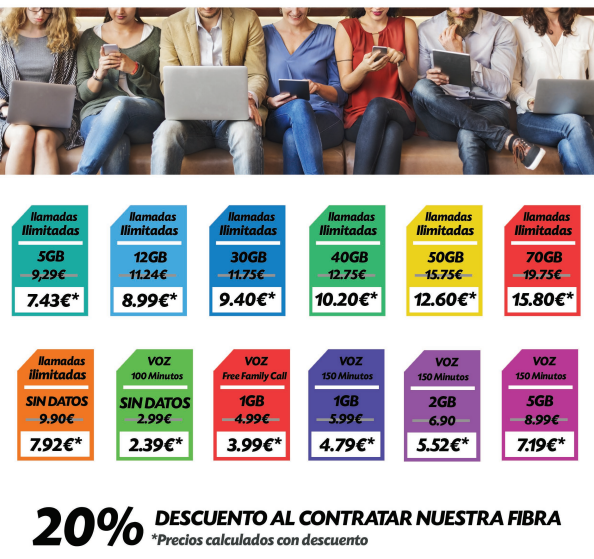 llamadas
Ilimitadas
5GB
9,29€
7.43€*
llamadas
Ilimitadas
12GB
11.24€
8.99€*
llamadas
Ilimitadas
30GB
11.75€
9.40€*
llamadas
Ilimitadas
40GB
12.75€
10.20€*
llamadas
Ilimitadas
50GB
15.75€
12.60€*
llamadas
Ilimitadas
70GB
19.75€
15.80€*
llamadas
ilimitadas
SIN DATOS
9.90€
7.92€*
VOZ
100 Minutos
SIN DATOS
2.99€
2.39€*
VOZ
Free Family Call
1GB
4.99€
3.99€*
VOZ
150 Minutos
1GB
5.99€
4.79€*
VOZ
150 Minutos
2GB
6.90
5.52€*
VOZ
150 Minutos
5GB
8.99€
7.19€*
20% DESCUENTO AL CONTRATAR NUESTRA FIBRA
*Precios calculados con descuento